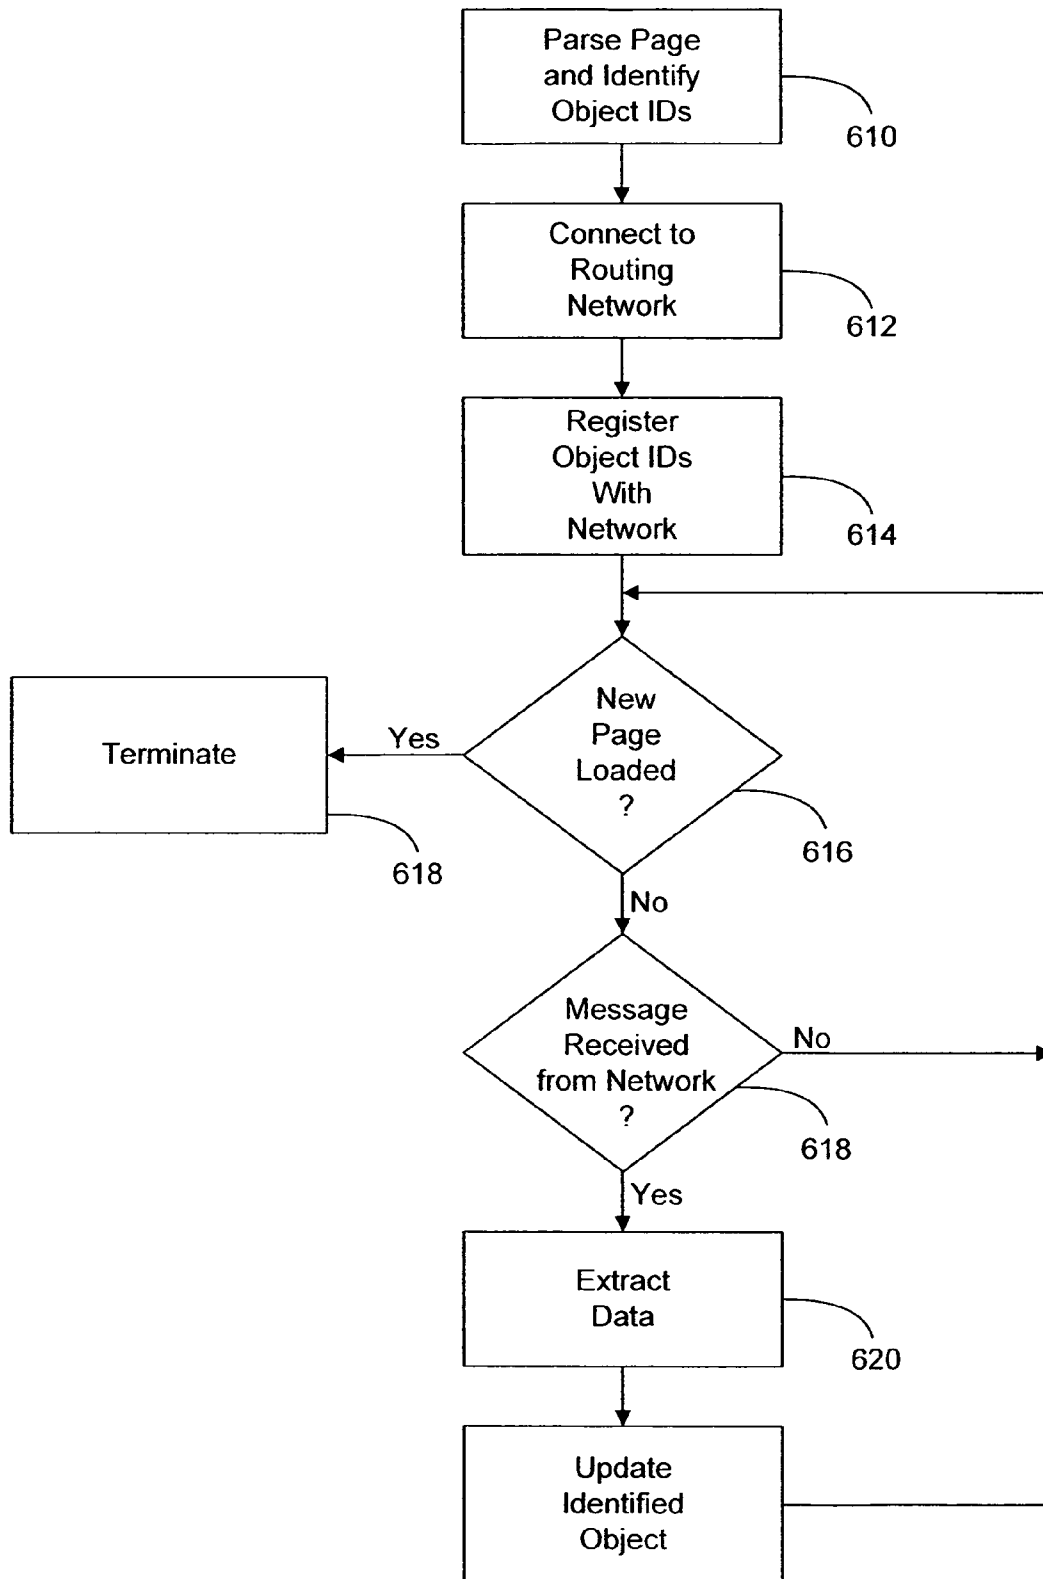 Parse Page
and Identify
Object IDs
610
Connect to
Routing
Network
612
Register
Object IDs
With
Network
614
New
Page
Loaded
?
Yes
Terminate
616
618
No
Message
Received
from Network
?
No
618
Yes
Extract
Data
620
Update
Identified
Object